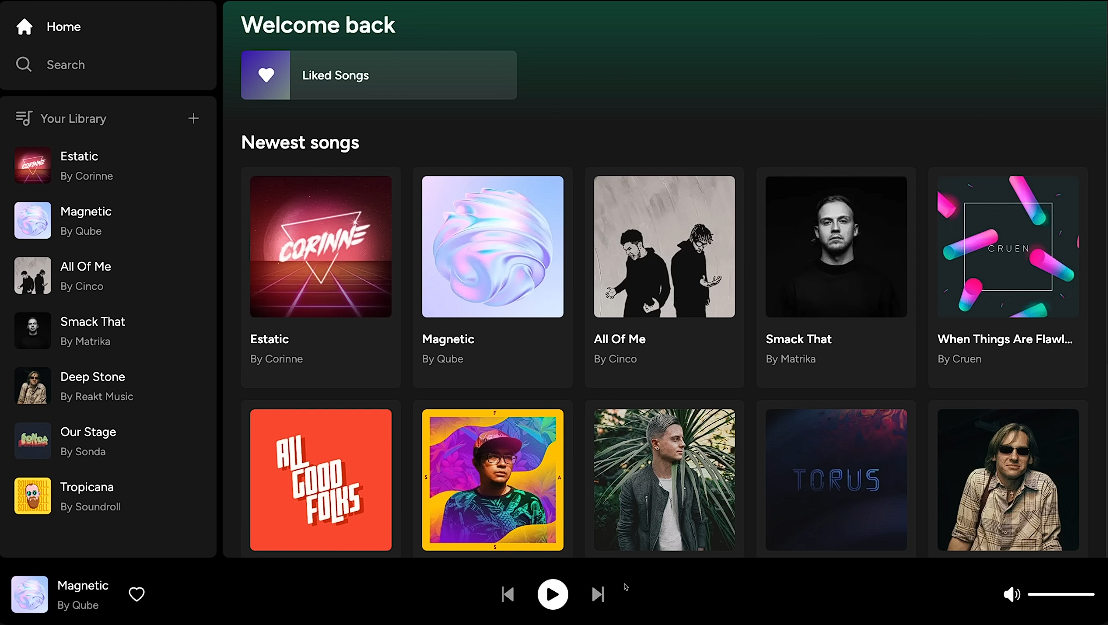 Home
Search
Your Library
Estatic
By Corinne
Magnetic
By Qube
All Of Me
By Cinco
Smack That
By Matrika
Deep Stone
By Reakt Music
Our Stage
By Sonda
Tropicana
By Soundroll
Welcome back
Liked Songs
Newest songs
CORINNE
CRUEN
Estatic
By Corinne
Magnetic
By Qube
All Of Me
By Cinco
Smack That
By Matrika
When Things Are Flawl...
By Cruen
ALL
GOOD
FOLKS
TORUS
Magnetic
By Qube